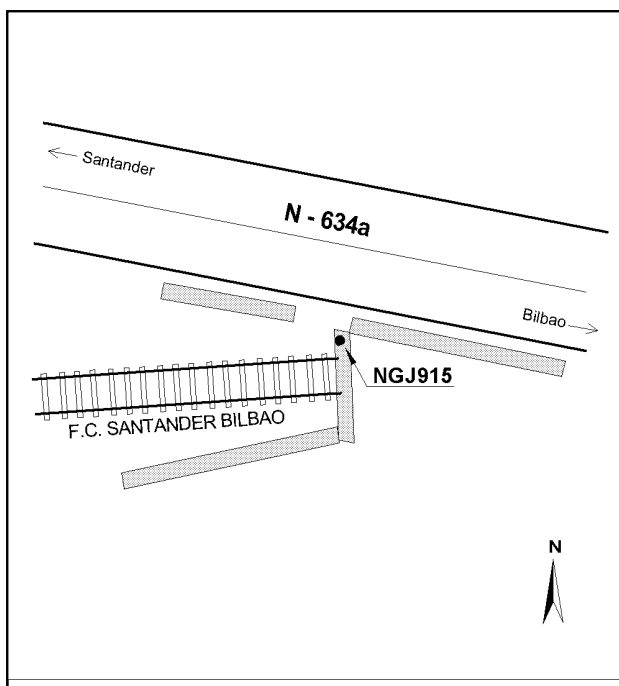 Santander
N - 634a
Bilbao
NGJ915
F.C. SANTANDER BILBAO
N